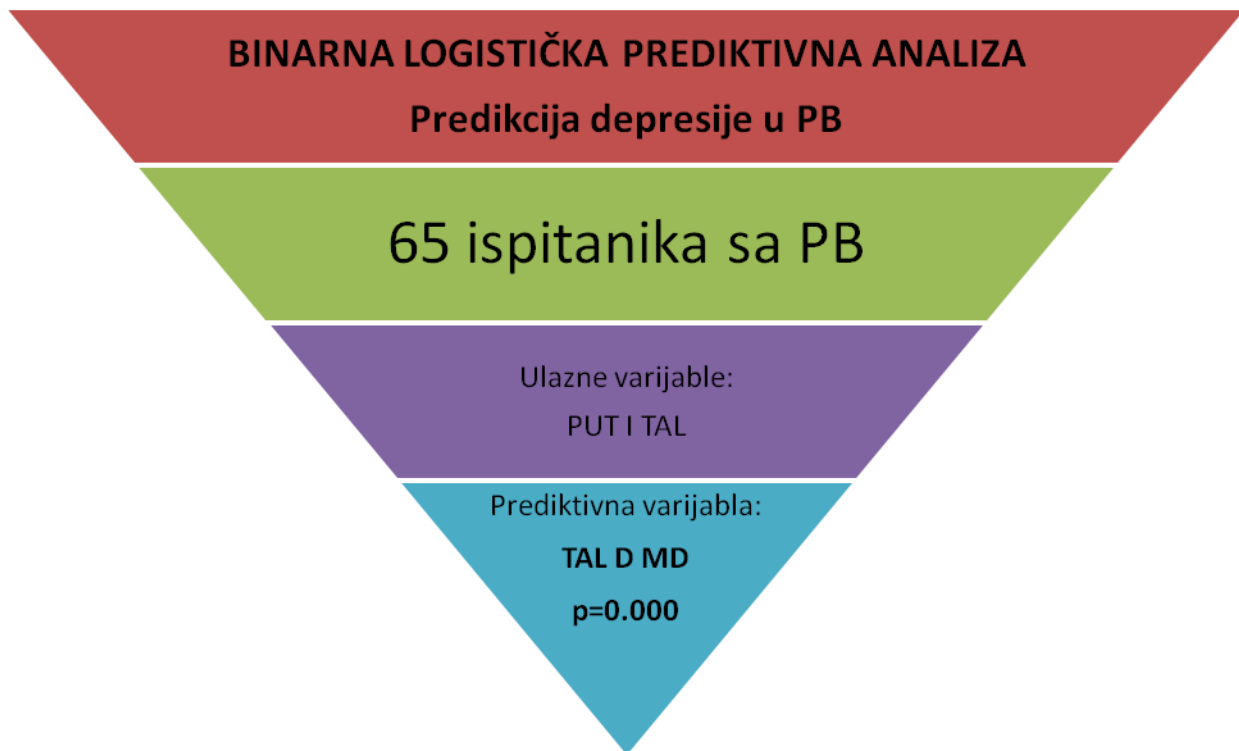 BINARNA LOGISTIČKA PREDIKTIVNA ANALIZA
Predikcija depresije u PB
65 ispitanika sa PB
Ulazne varijable:
PUT I TAL
Prediktivna varijabla:
TAL D MD
p=0.000